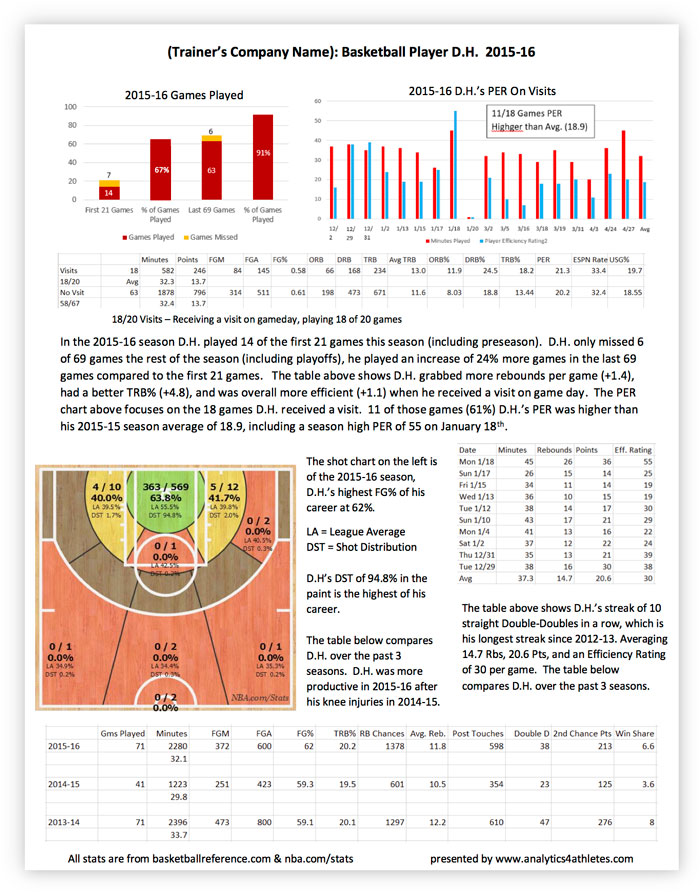 (Trainer's Company Name): Basketball Player D.H. 2015-16
2015-16 Games Played
100
80
60
40
20
0
7
14
67%
6
63
91%
First 21 Games % of Games Played Last 69 Games % of Games Played
Games Played Games Missed
2015-16 D.H.'s PER On Visits
60
50
40
30
20
10
0
11/18 Games PER
Highger than Avg. (18.9)
12/2 12/29 12/31 1/2 1/13 1/15 1/17 1/18 1/20 3/2 3/5 3/16 3/18 3/19 3/31 4/3 4/24 4/27 Avg
Minutes Played Player Efficiency Rating2
Minutes Points FGM FGA FG% ORB DRB TRB Avg TRB ORB% DRB% TRB% PER ESPN Rate USG%
Visits 18 582 246 84 145 0.58 66 168 234 13.0 11.9 24.5 18.2 21.3 33.4 19.7
18/20 Avg 32.3 13.7
No Vsit 63 1878 796 314 511 0.61 198 473 671 11.6 8.03 18.8 13.44 20.2 32.4 18.55
58/67 32.4 13.7
18/20 Visits – Receiving a visit on gameday, playing 18 of 20 games
In the 2015-16 season D.H. played 14 of the first 21 games this season (including preseason). D.H. only missed 6
of 69 games the rest of the season (including playoffs), he played an increase of 24% more games in the last 69
games compared to the first 21 games. The table above shows D.H. grabbed more rebounds per game (+1.4),
had a better TRB% (+4.8), and was overall more efficient (+1.1) when he received a visit on game day. The PER
chart above focuses on the 18 games D.H. received a visit. 11 of those games (61%) D.H.'s PER was higher than
his 2015-15 season average of 18.9, including a season high PER of 55 on January 18th.
4 / 10
40.0%
LA 39.5%
DST 1.7%
363 / 569
63.8%
LA 55.5%
DST 94.8%
5 / 12
41.7%
LA 39.8%
DST 2.0%
0 / 2
0.0%
LA 40.3%
DST 0.3%
0 / 1
0.0%
LA 42.5%
DST 0.2%
0 / 1
0.0%
LA 34.9%
DST 0.2%
0 / 2
0.0%
LA 34.4%
DST 0.3%
0 / 1
0.0%
LA 35.3%
DST 0.2%
0 / 2
0.0%
NBA.com/Stats
The shot chart on the left is
of the 2015-16 season,
D.H.'s highest FG% of his
career at 62%.
LA = League Average
DST = Shot Distribution
D.H's DST of 94.8% in the
paint is the highest of his
career.
The table below compares
D.H. over the past 3
seasons. D.H. was more
productive in 2015-16 after
his knee injuries in 2014-15.
Date Minutes Rebounds Points Eff. Rating
Mon 1/18 45 26 36 55
Sun 1/17 26 15 14 25
Fri 1/15 34 11 14 19
Wed 1/13 36 10 15 19
Tue 1/12 38 14 17 30
Sun 1/10 43 17 21 29
Mon 1/4 41 13 16 22
Sat 1/2 37 12 22 24
Thu 12/31 35 13 21 39
Tue 12/29 38 16 30 38
Avg 37.3 14.7 20.6 30
The table above shows D.H.'s streak of 10
straight Double-Doubles in a row, which is
his longest streak since 2012-13. Averaging
14.7 Rbs, 20.6 Pts, and an Efficiency Rating
of 30 per game. The table below
compares D.H. over the past 3 seasons.
Gms Played Minutes FGM FGA FG% TRB% RB Chances Avg. Reb. Post Touches Double D 2nd Chance Pts Win Share
2015-16 71 2280 372 600 62 20.2 1378 11.8 598 38 213 6.6
32.1
2014-15 41 1223 251 423 59.3 19.5 601 10.5 354 23 125 3.6
29.8
2013-14 71 2396 473 800 59.1 20.1 1297 12.2 610 47 276 8
33.7
All stats are from basketballreference.com & nba.com/stats presented by www.analytics4athletes.com